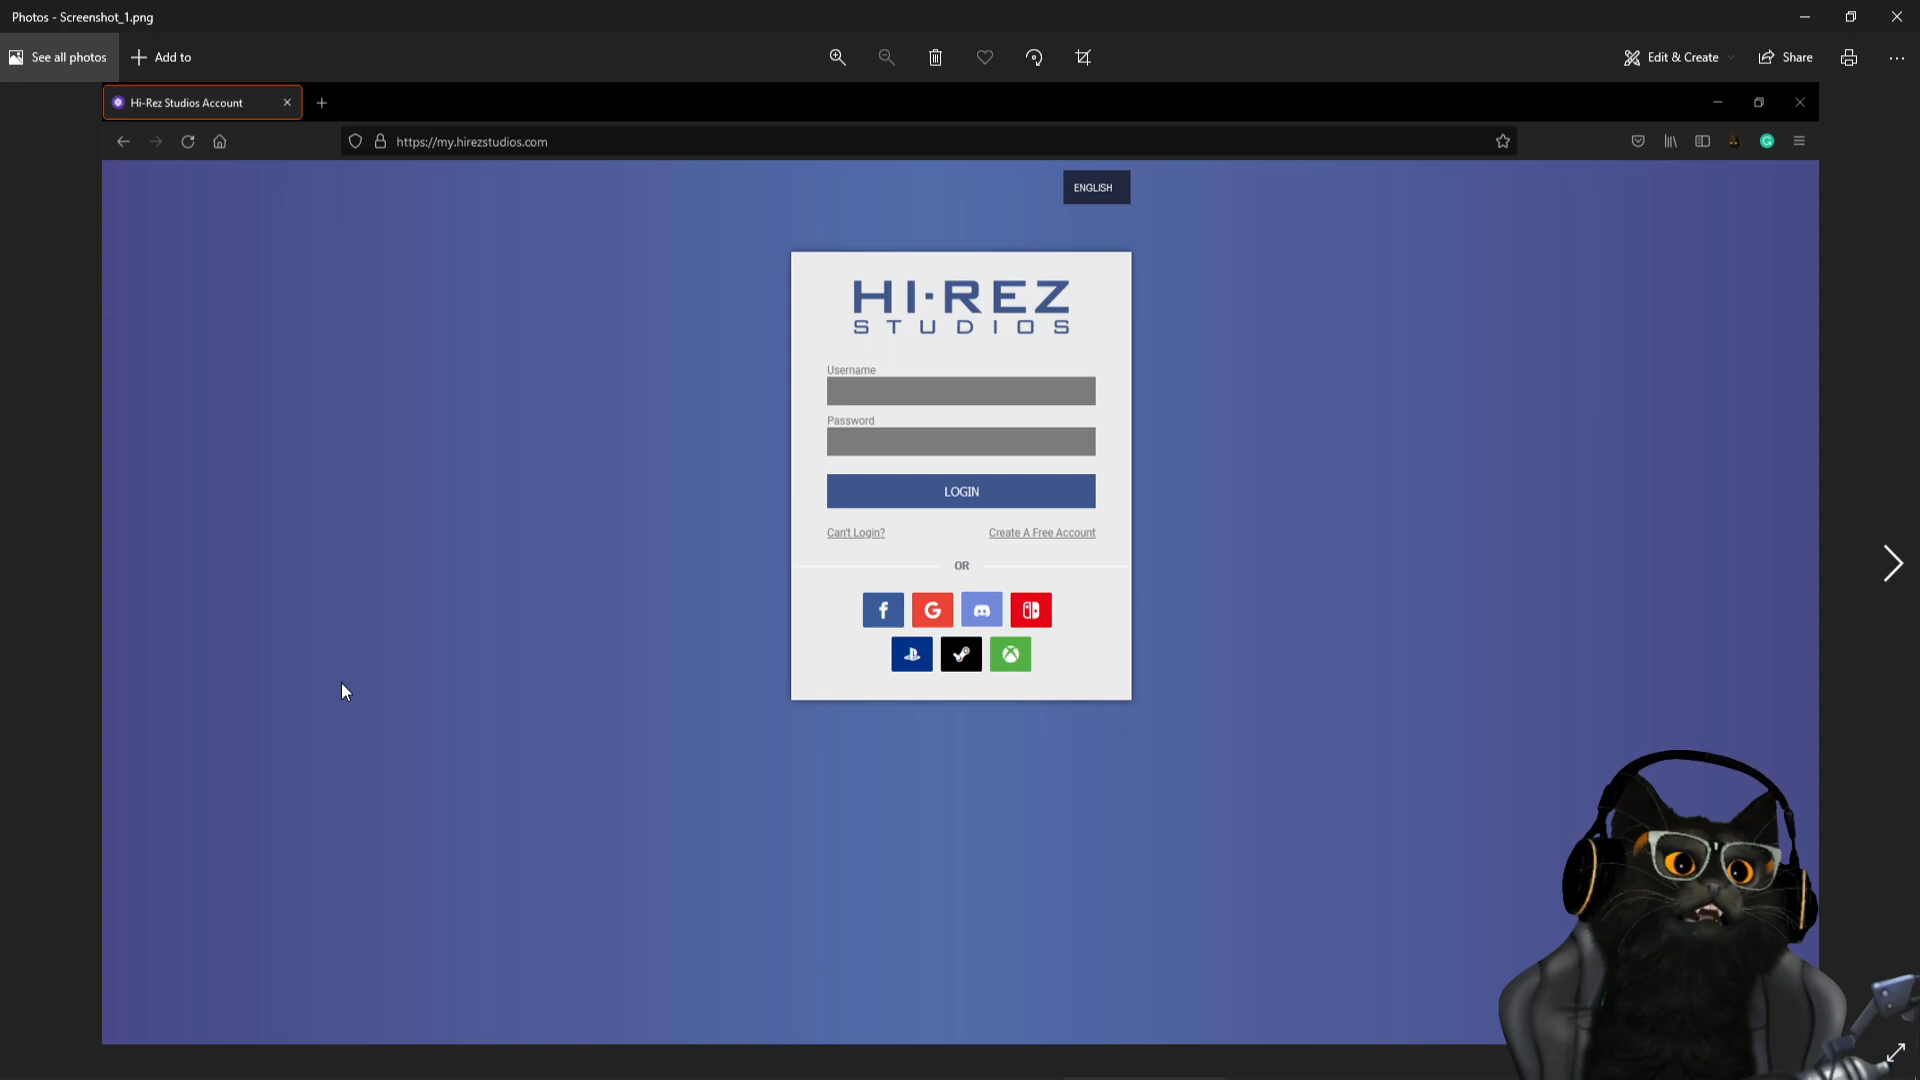 Photos - Screenshot_1.png
See all photos
Add to
Edit & Create
Share
Hi-Rez Studios Account
https://my.hirezstudios.com
ENGLISH
HI-REZ
STUDIOS
Username
Password
LOGIN
Can't Login?
Create A Free Account
OR